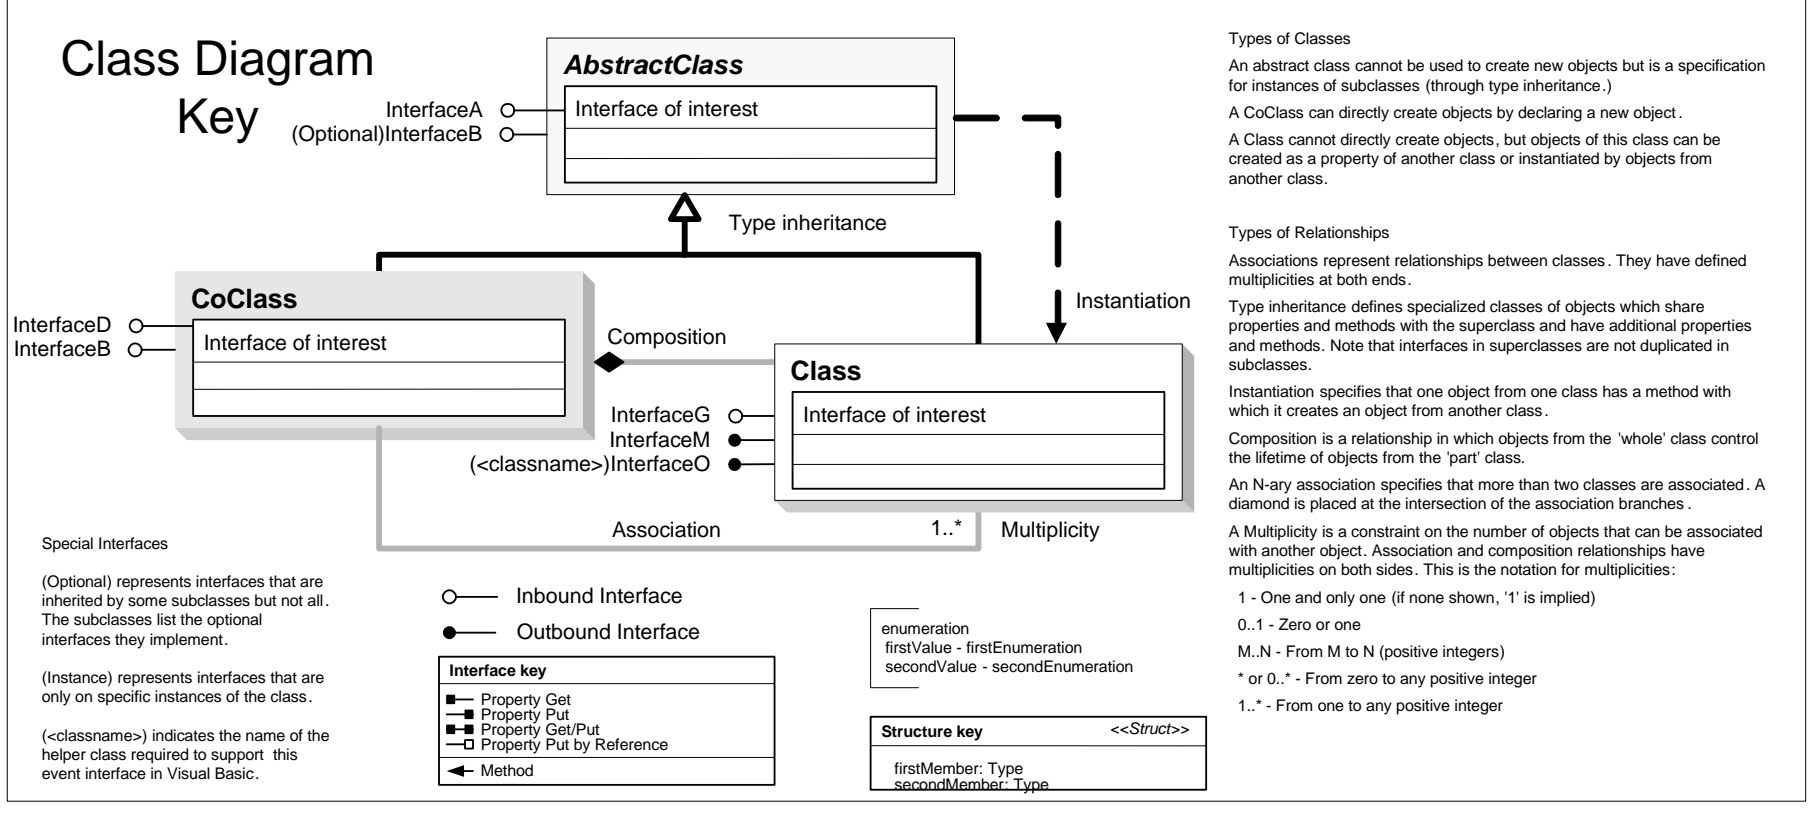 Class Diagram
Key
AbstractClass
Interface of interest
InterfaceA
(Optional)InterfaceB
Type inheritance
Instantiation
CoClass
Interface of interest
InterfaceD
InterfaceB
Composition
Class
Interface of interest
InterfaceG
InterfaceM
(<classname>)InterfaceO
Association
1..*
Multiplicity
Special Interfaces
(Optional) represents interfaces that are
inherited by some subclasses but not all.
The subclasses list the optional
interfaces they implement.
(Instance) represents interfaces that are
only on specific instances of the class.
(<classname>) indicates the name of the
helper class required to support this
event interface in Visual Basic.
Inbound Interface
Outbound Interface
Interface key
Property Get
Property Put
Property Get/Put
Property Put by Reference
Method
enumeration
firstValue - firstEnumeration
secondValue - secondEnumeration
Structure key <<Struct>>
firstMember: Type
secondMember: Type
Types of Classes
An abstract class cannot be used to create new objects but is a specification
for instances of subclasses (through type inheritance.)
A CoClass can directly create objects by declaring a new object.
A Class cannot directly create objects, but objects of this class can be
created as a property of another class or instantiated by objects from
another class.
Types of Relationships
Associations represent relationships between classes. They have defined
multiplicities at both ends.
Type inheritance defines specialized classes of objects which share
properties and methods with the superclass and have additional properties
and methods. Note that interfaces in superclasses are not duplicated in
subclasses.
Instantiation specifies that one object from one class has a method with
which it creates an object from another class.
Composition is a relationship in which objects from the 'whole' class control
the lifetime of objects from the 'part' class.
An N-ary association specifies that more than two classes are associated. A
diamond is placed at the intersection of the association branches.
A Multiplicity is a constraint on the number of objects that can be associated
with another object. Association and composition relationships have
multiplicities on both sides. This is the notation for multiplicities:
1 - One and only one (if none shown, '1' is implied)
0..1 - Zero or one
M..N - From M to N (positive integers)
* or 0..* - From zero to any positive integer
1..* - From one to any positive integer